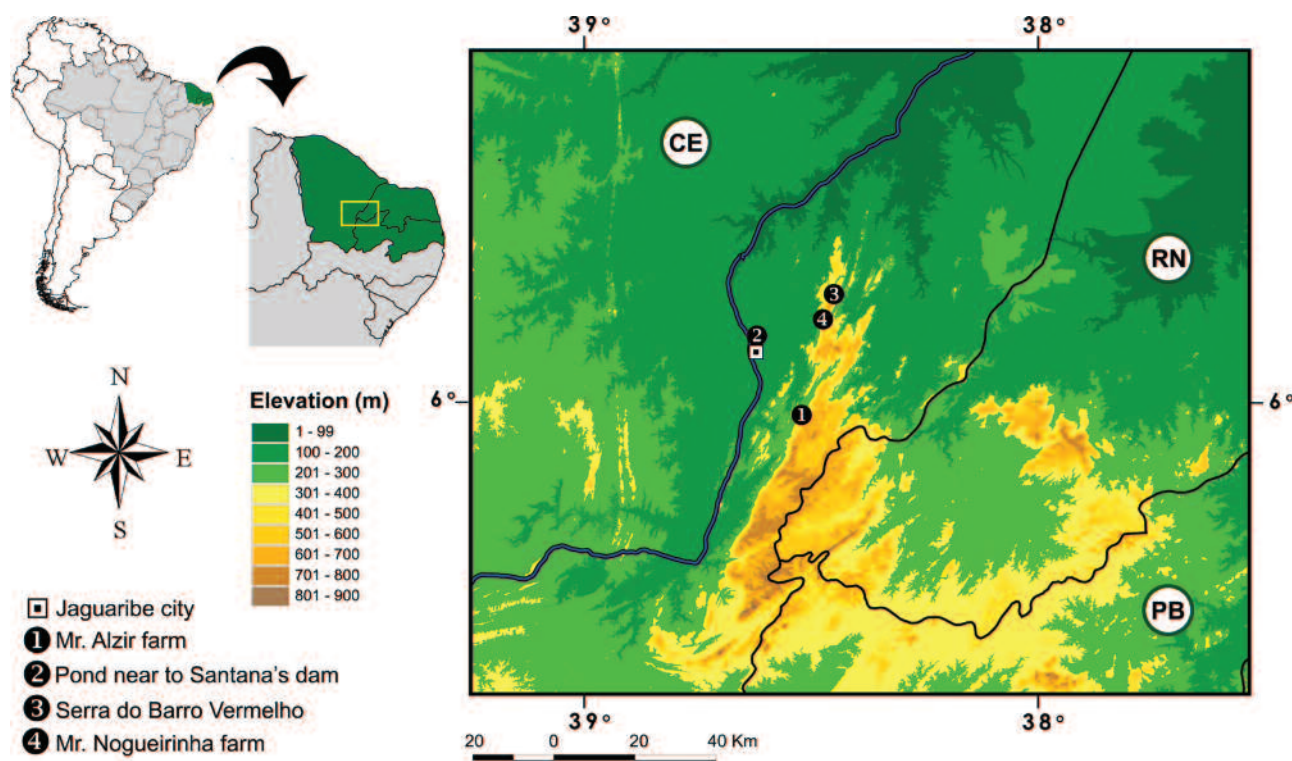 39°
38°
CE
RN
3
4
2
N
W
E
S
Elevation (m)
1 - 99
100 - 200
201 - 300
301 - 400
401 - 500
501 - 600
601 - 700
701 - 800
801 - 900
6°
6°
1
PB
Jaguaribe city
1 Mr. Alzir farm
2 Pond near to Santana's dam
3 Serra do Barro Vermelho
4 Mr. Nogueirinha farm
39°
38°
20 0 20 40 Km